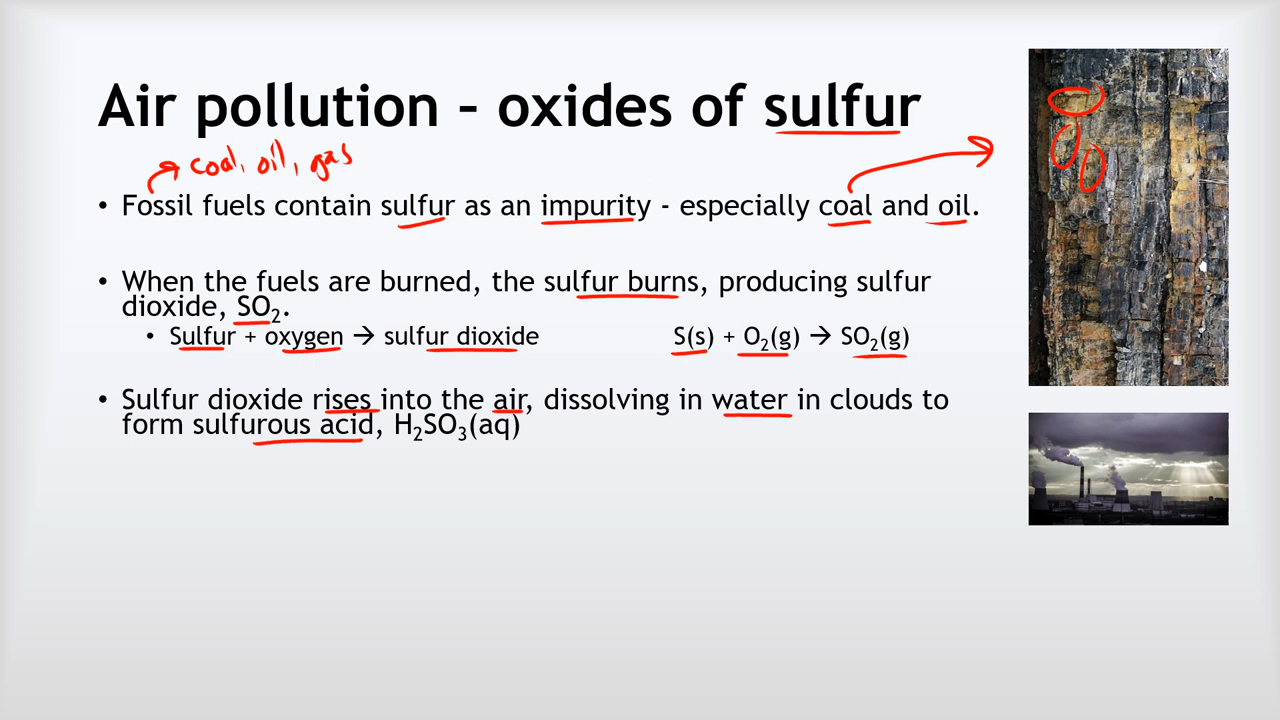 Air pollution – oxides of sulfur
coal, oil, gas
• Fossil fuels contain sulfur as an impurity - especially coal and oil.
• When the fuels are burned, the sulfur burns, producing sulfur
dioxide, SO₂.
• Sulfur + oxygen → sulfur dioxide S(s) + O₂(g) → SO₂(g)
• Sulfur dioxide rises into the air, dissolving in water in clouds to
form sulfurous acid, H₂SO₃(aq)